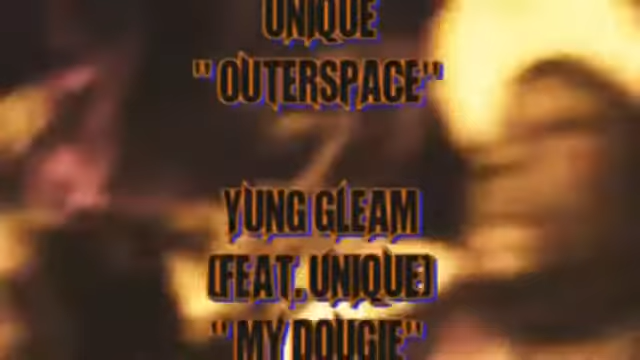 UNIQUE
"OUTERSPACE"
YUNG GLEAM
(FEAT. UNIQUE)
"MY DOUGIE"